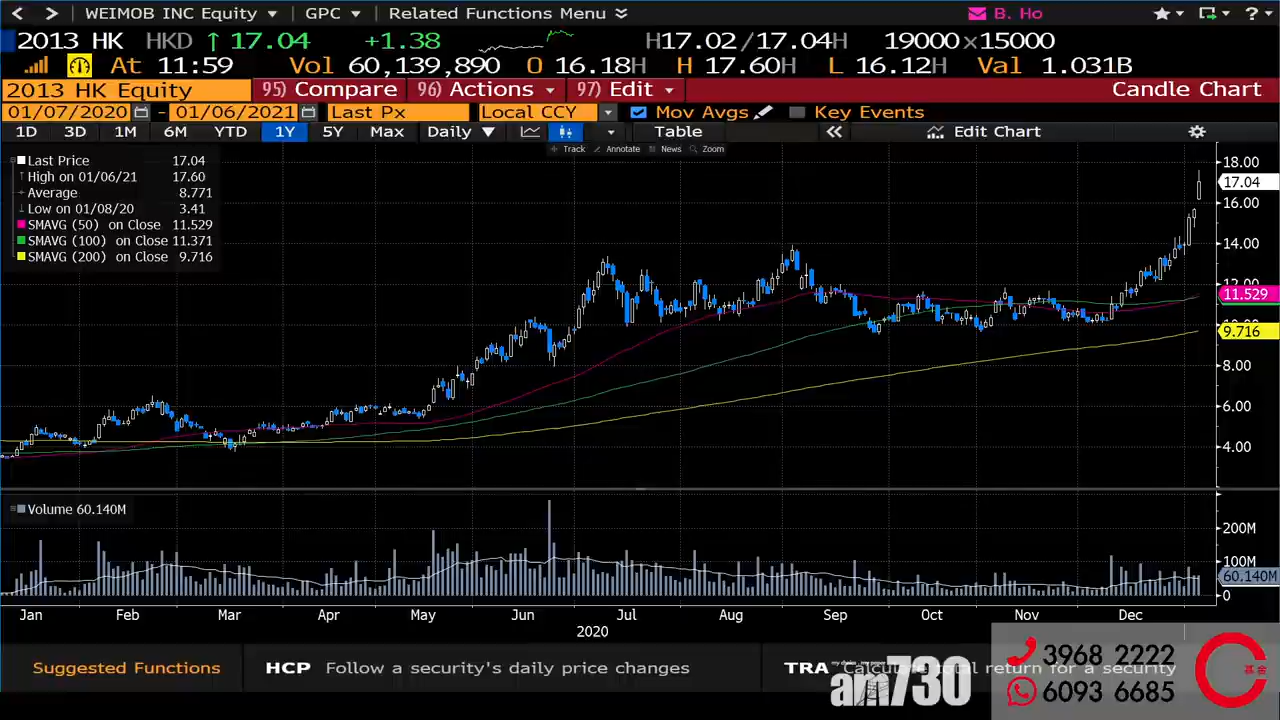 WEIMOB INC Equity GPC Related Functions Menu B. Ho ?
2013 HK HKD ↑ 17.04 +1.38 H17.02/17.04H 19000×15000
At 11:59 Vol 60,139,890 O 16.18H H 17.60H L 16.12H Val 1.031B
2013 HK Equity 95) Compare 96) Actions 97) Edit Candle Chart
01/07/2020 - 01/06/2021 Last Px Local CCY Mov Avgs Key Events
1D 3D 1M 6M YTD 1Y 5Y Max Daily ▼ Table « Edit Chart
Track Annotate News Zoom
Last Price 17.04
High on 01/06/21 17.60
Average 8.771
Low on 01/08/20 3.41
SMAVG (50) on Close 11.529
SMAVG (100) on Close 11.371
SMAVG (200) on Close 9.716
18.00
17.04
16.00
14.00
12.00
11.529
9.716
8.00
6.00
4.00
Volume 60.140M
200M
100M
60.140M
0
Jan Feb Mar Apr May Jun Jul Aug Sep Oct Nov Dec
2020
Suggested Functions HCP Follow a security's daily price changes TRA Calculate total return for a security
am730
3968 2222
6093 6685
基金